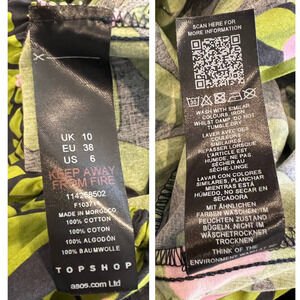 UK 10
EU 38
US 6
KEEP AWAY
FROM FIRE
114268502
F10371
MADE IN MOROCCO
100% COTTON
100% COTON
100% ALGODÓN
100% BAUMWOLLE
TOPSHOP
asos.com Ltd
SCAN HERE FOR
MORE INFORMATION
WASH WITH SIMILAR
COLOURS. IRON
WHILST DAMP. DO NOT
TUMBLE DRY
LAVER AVEC DES
COULEURS
SIMILAIRES.
REPASSER LORSQUE
L'ARTICLE EST
HUMIDE. NE PAS
SÉCHER AU
SÈCHE-LINGE
LAVAR CON COLORES
SIMILARES. PLANCHAR
MIENTRAS ESTÁ
HÚMEDO, NO SECAR EN
SECADORA
MIT ÄHNLICHEN
FARBEN WASCHEN. IM
FEUCHTEN ZUSTAND
BÜGELN. NICHT IM
WÄSCHETROCKNER
TROCKNEN
THINK OF THE
ENVIRONMENT